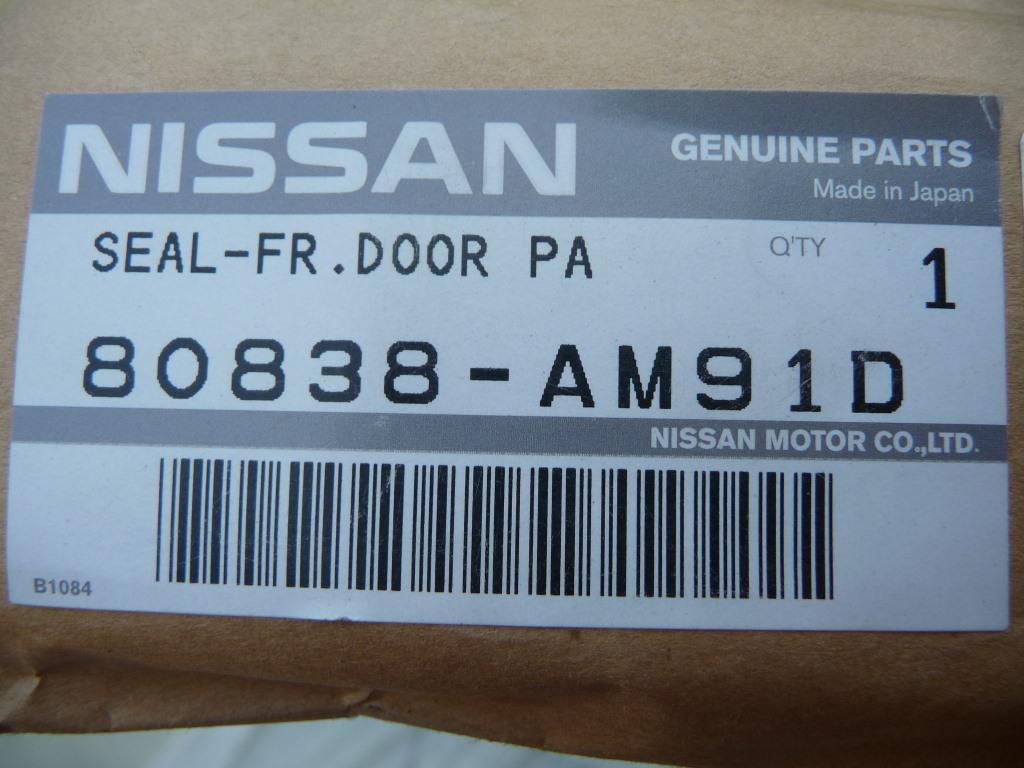 NISSAN
GENUINE PARTS
Made in Japan
SEAL-FR.DOOR PA
Q'TY 1
80838-AM91D
NISSAN MOTOR CO.,LTD.
B1084